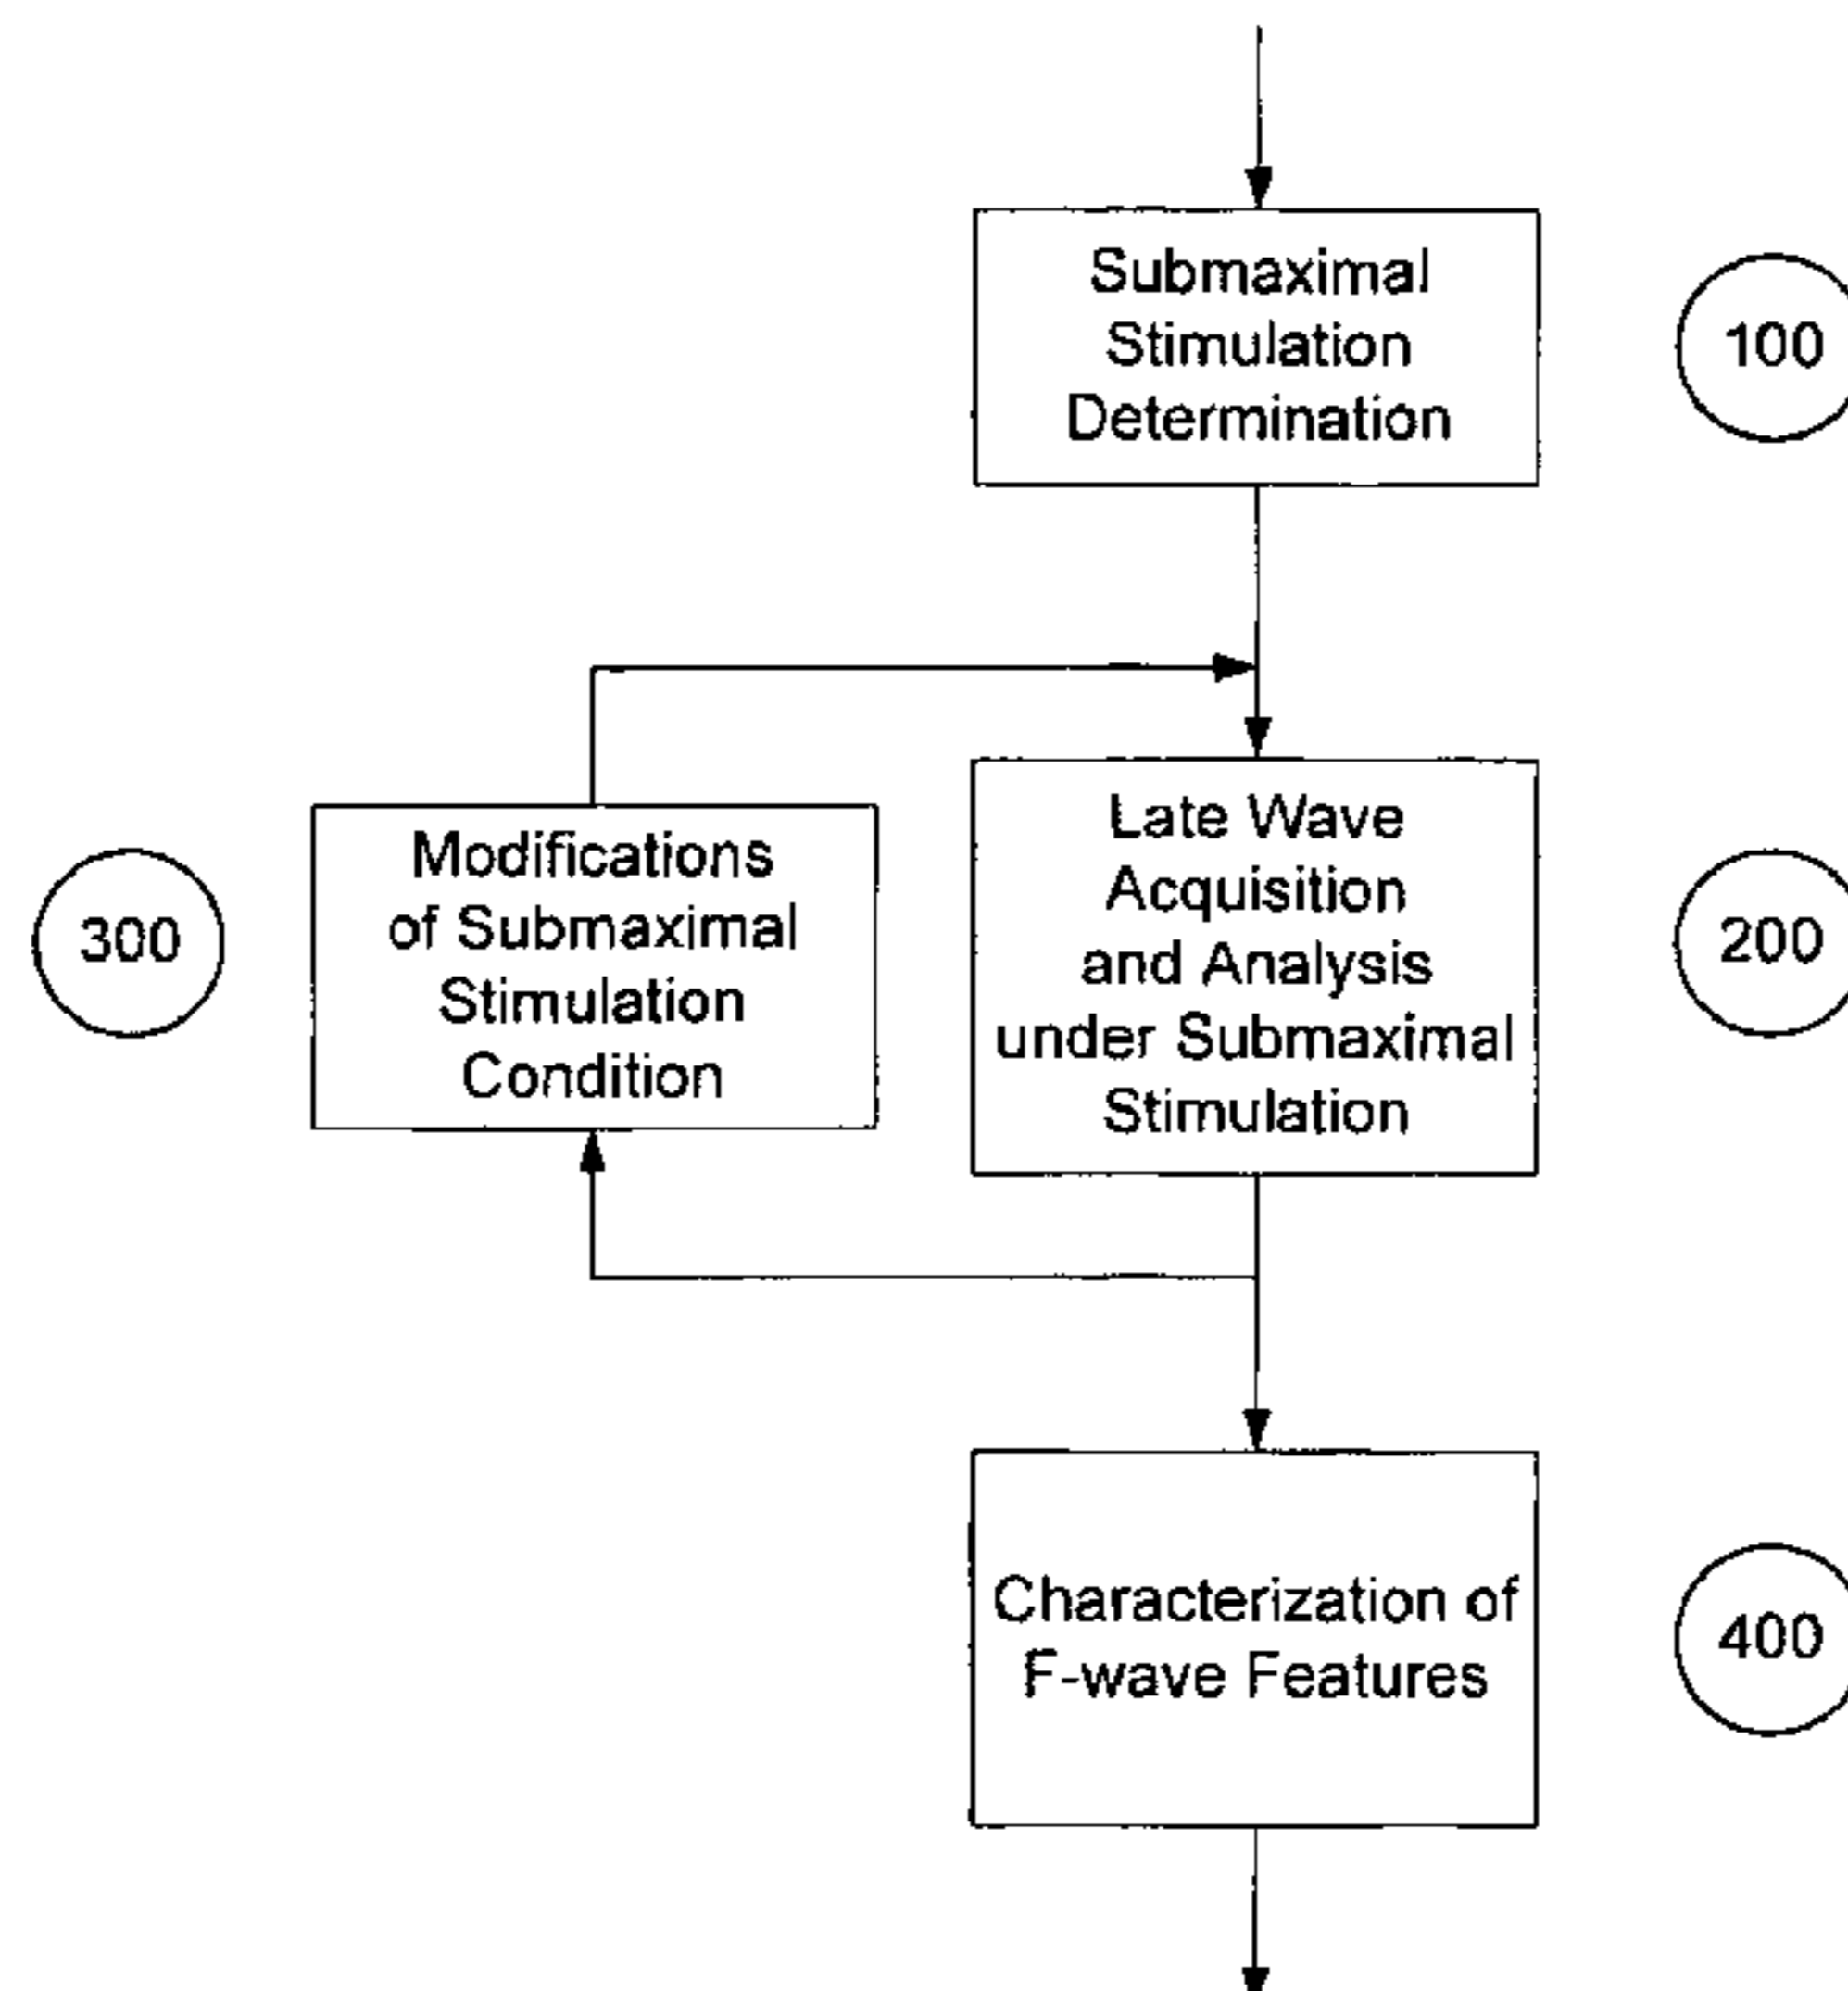 Submaximal
Stimulation
Determination
100
Modifications
of Submaximal
Stimulation
Condition
300
Late Wave
Acquisition
and Analysis
under Submaximal
Stimulation
200
Characterization of
F-wave Features
400